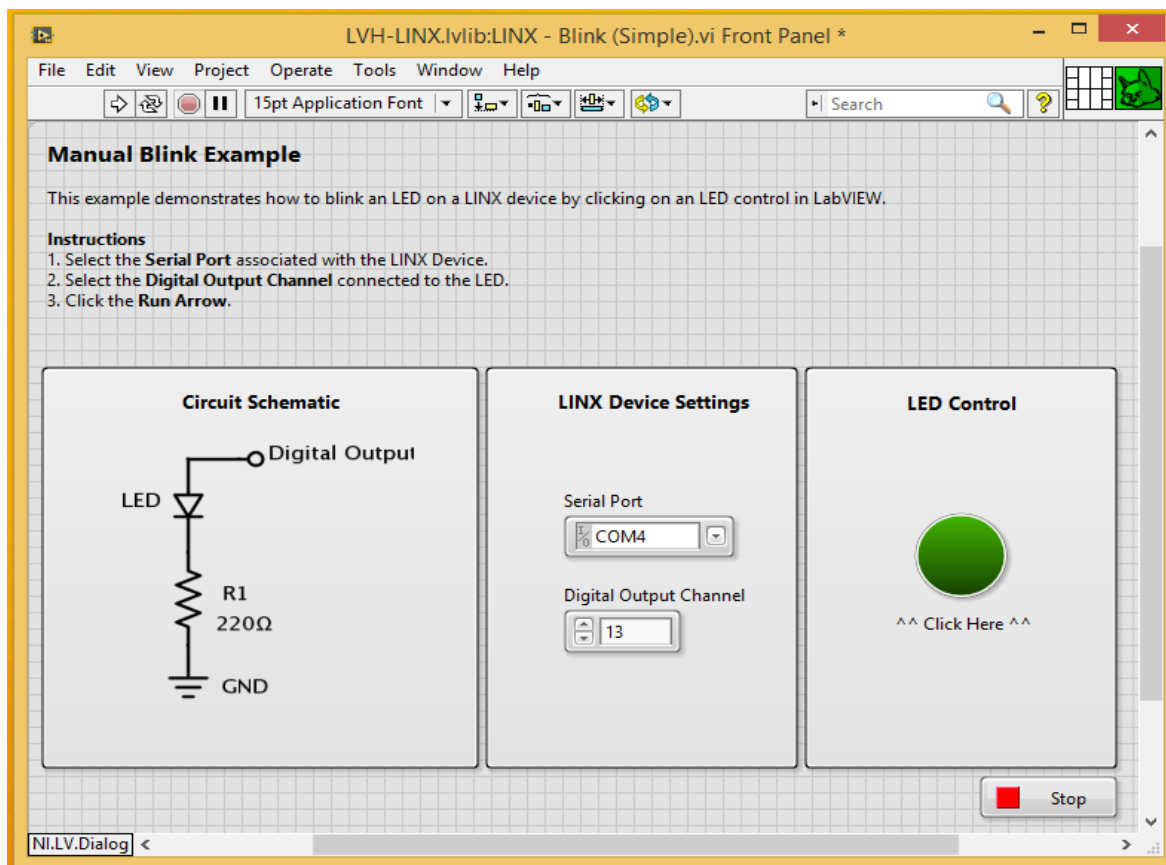 LVH-LINX.lvlib:LINX - Blink (Simple).vi Front Panel *
File Edit View Project Operate Tools Window Help
15pt Application Font
Search
Manual Blink Example
This example demonstrates how to blink an LED on a LINX device by clicking on an LED control in LabVIEW.
Instructions
1. Select the Serial Port associated with the LINX Device.
2. Select the Digital Output Channel connected to the LED.
3. Click the Run Arrow.
Circuit Schematic
Digital Output
LED
R1
220Ω
GND
LINX Device Settings
Serial Port
COM4
Digital Output Channel
13
LED Control
^^ Click Here ^^
Stop
NI.LV.Dialog